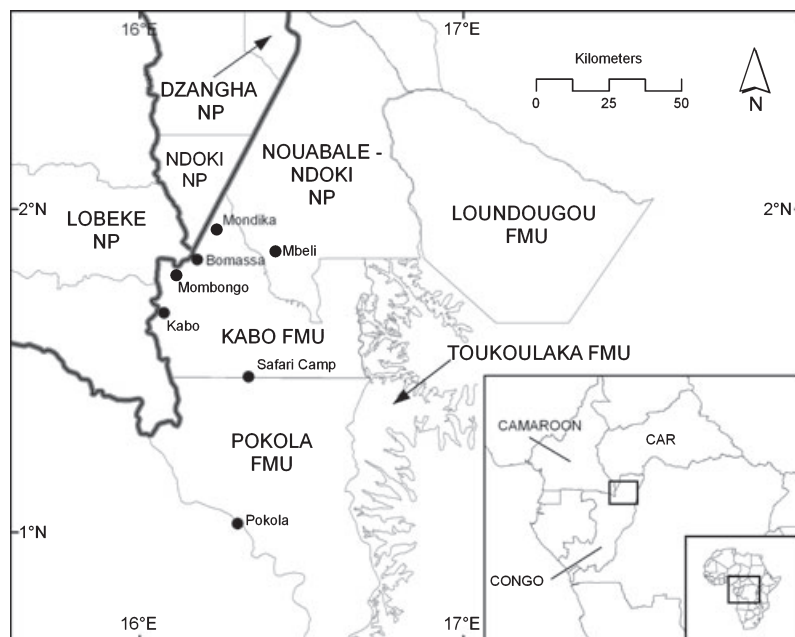 16°E
17°E
Kilometers
0 25 50
N
DZANGHA
NP
NDOKI
NP
NOUABALE -
NDOKI
NP
LOBEKE
NP
LOUNDOUGOU
FMU
2°N
2°N
Mondika
Mbeli
Bomassa
Mombongo
Kabo
KABO FMU
Safari Camp
TOUKOULAKA FMU
POKOLA
FMU
Pokola
1°N
CAMAROON
CAR
CONGO
16°E
17°E